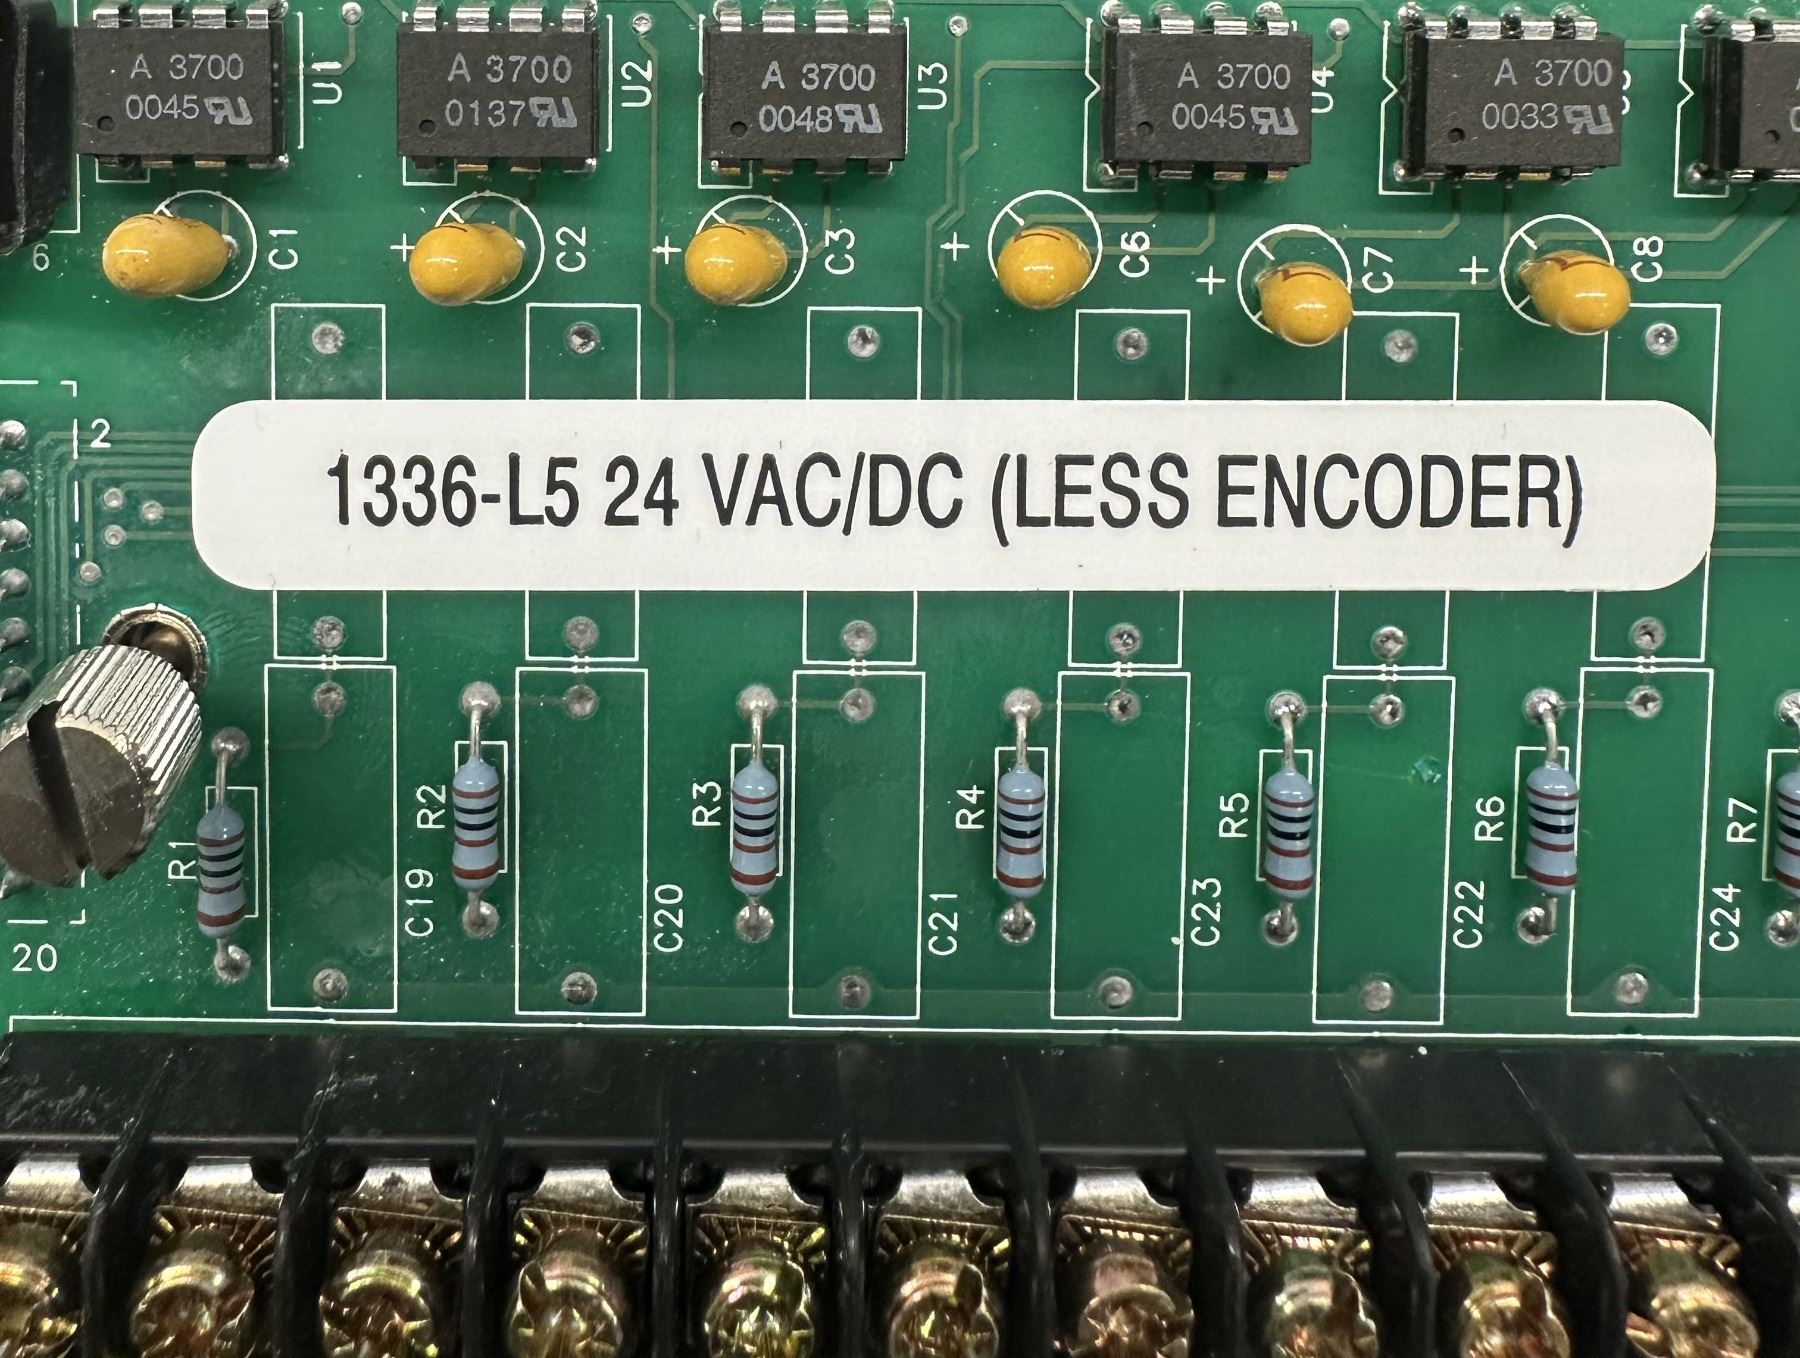 A 3700
0045
U1
A 3700
0137
U2
A 3700
0048
U3
A 3700
0045
U4
A 3700
0033
6
C1
+
C2
+
C3
+
C6
+
C7
+
C8
2
1336-L5 24 VAC/DC (LESS ENCODER)
R1
R2
R3
R4
R5
R6
R7
C19
C20
C21
C23
C22
C24
20